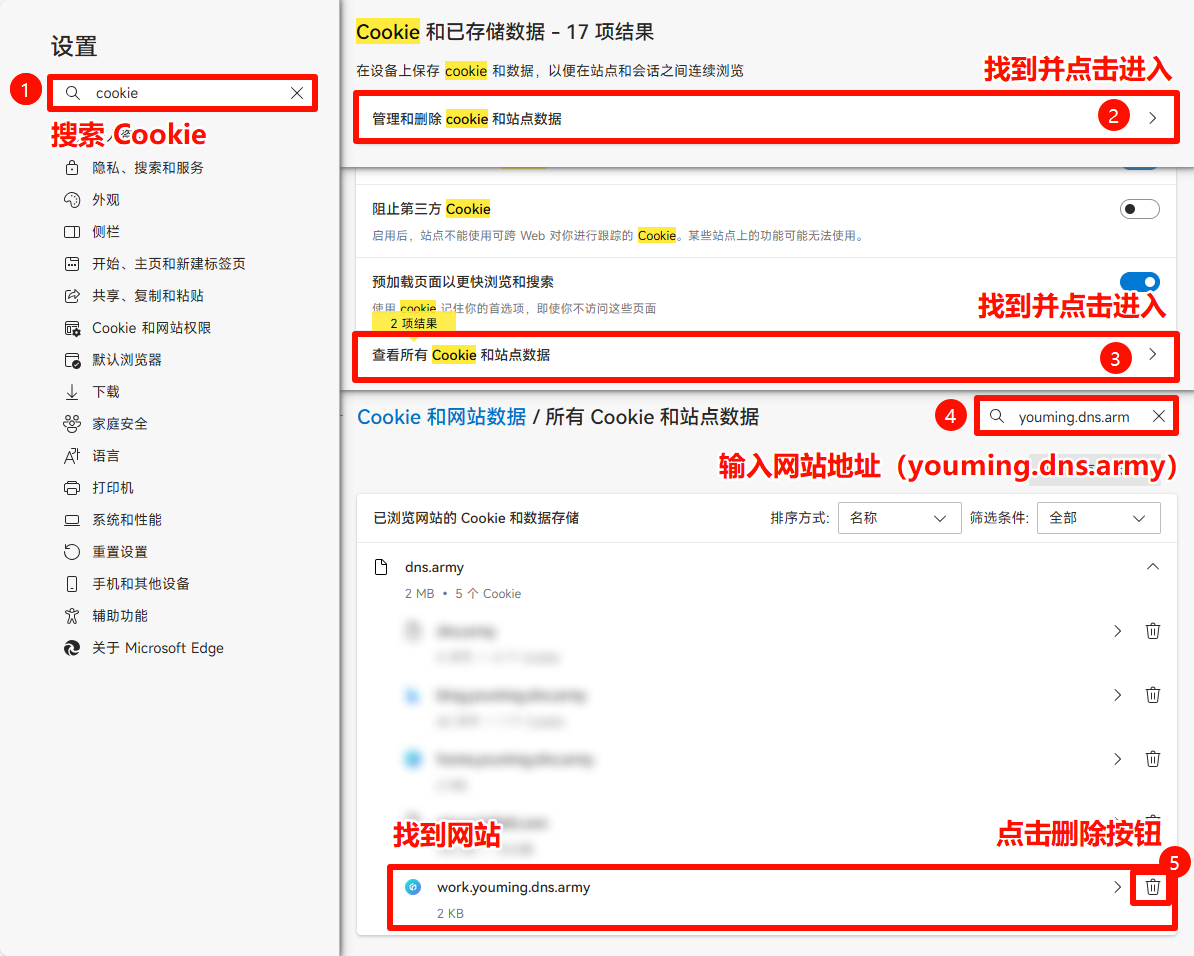 设置
1
cookie
搜索 Cookie
隐私、搜索和服务
外观
侧栏
开始、主页和新建标签页
共享、复制和粘贴
Cookie 和网站权限
默认浏览器
下载
家庭安全
语言
打印机
系统和性能
重置设置
手机和其他设备
辅助功能
关于 Microsoft Edge
Cookie 和已存储数据 - 17 项结果
在设备上保存 cookie 和数据，以便在站点和会话之间连续浏览
找到并点击进入
管理和删除 cookie 和站点数据
2
阻止第三方 Cookie
启用后，站点不能使用可跨 Web 对你进行跟踪的 Cookie。某些站点上的功能可能无法使用。
预加载页面以更快浏览和搜索
使用 cookie 记住你的首选项，即使你不访问这些页面
找到并点击进入
2 项结果
查看所有 Cookie 和站点数据
3
Cookie 和网站数据 / 所有 Cookie 和站点数据
4
youming.dns.arm
输入网站地址（youming.dns.army）
已浏览网站的 Cookie 和数据存储
排序方式: 名称
筛选条件: 全部
dns.army
2 MB • 5 个 Cookie
找到网站
点击删除按钮
5
work.youming.dns.army
2 KB